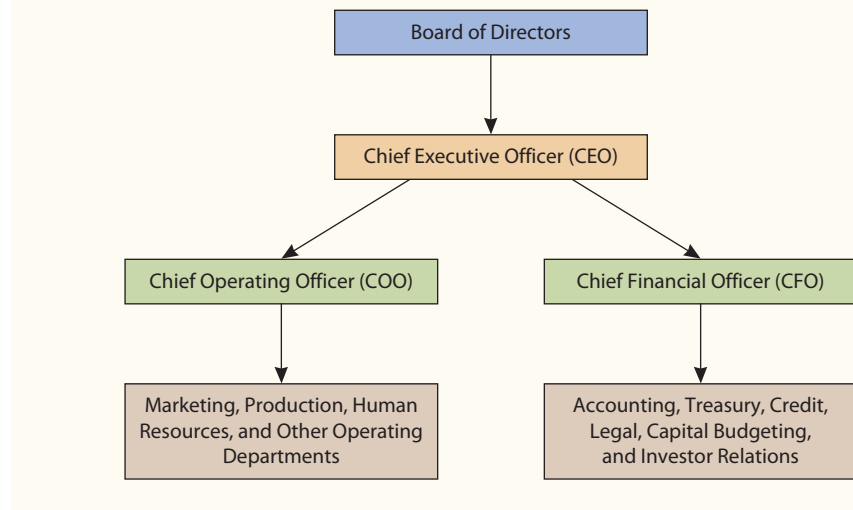 Board of Directors
Chief Executive Officer (CEO)
Chief Operating Officer (COO)
Chief Financial Officer (CFO)
Marketing, Production, Human
Resources, and Other Operating
Departments
Accounting, Treasury, Credit,
Legal, Capital Budgeting,
and Investor Relations